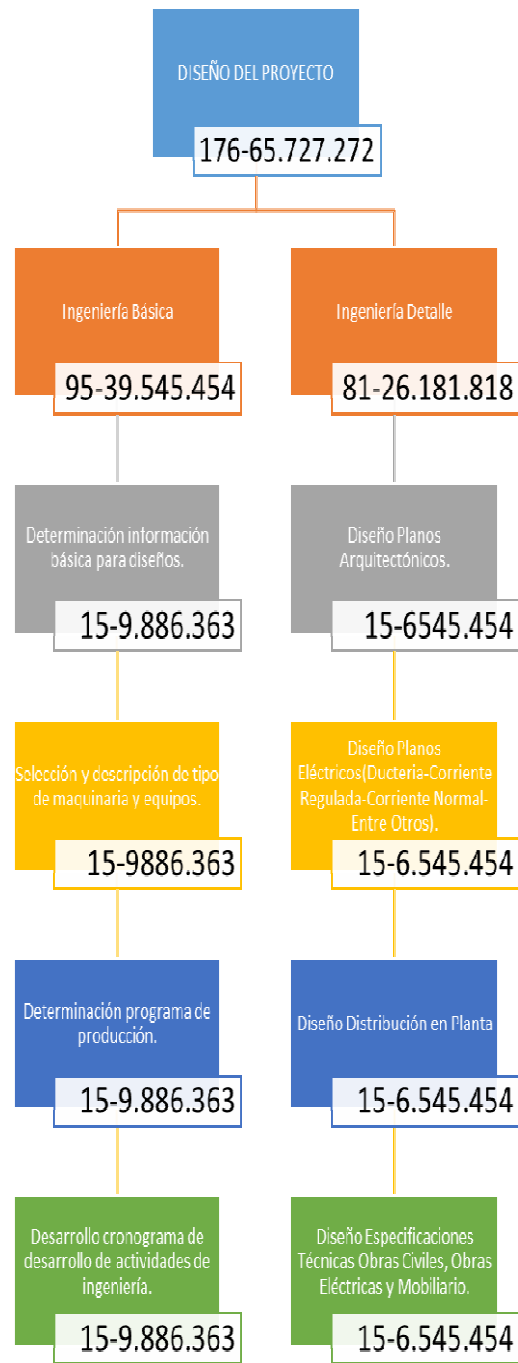 DISEÑO DEL PROYECTO
176-65.727.272
Ingeniería Básica
95-39.545.454
Ingeniería Detalle
81-26.181.818
Determinación información
básica para diseños.
15-9.886.363
Diseño Planos
Arquitectónicos.
15-6545.454
Selección y descripción de tipo
de maquinaria y equipos.
15-9886.363
Diseño Planos
Eléctricos(Ducteria-Corriente
Regulada-Corriente Normal-
Entre Otros).
15-6.545.454
Determinación programa de
producción.
15-9.886.363
Diseño Distribución en Planta
15-6.545.454
Desarrollo cronograma de
desarrollo de actividades de
ingeniería.
15-9.886.363
Diseño Especificaciones
Técnicas Obras Civiles, Obras
Eléctricas y Mobiliario.
15-6.545.454